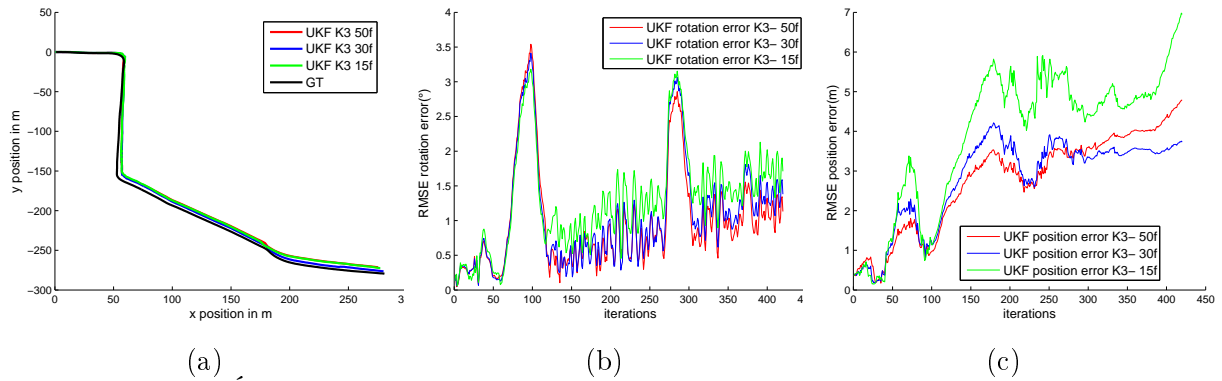 UKF K3 50f
UKF K3 30f
UKF K3 15f
GT
50
0
−50
−100
−150
−200
−250
−300
0
50
100
150
200
250
3
y position in m
x position in m
(a)
UKF rotation error K3− 50f
UKF rotation error K3− 30f
UKF rotation error K3− 15f
4
3.5
3
2.5
2
1.5
1
0.5
0
0
100
200
300
400
4
RMSE rotation error(°)
iterations
(b)
7
6
5
4
3
2
1
0
0
50
100
150
200
250
300
350
400
450
RMSE position error(m)
UKF position error K3− 50f
UKF position error K3− 30f
UKF position error K3− 15f
iterations
(c)